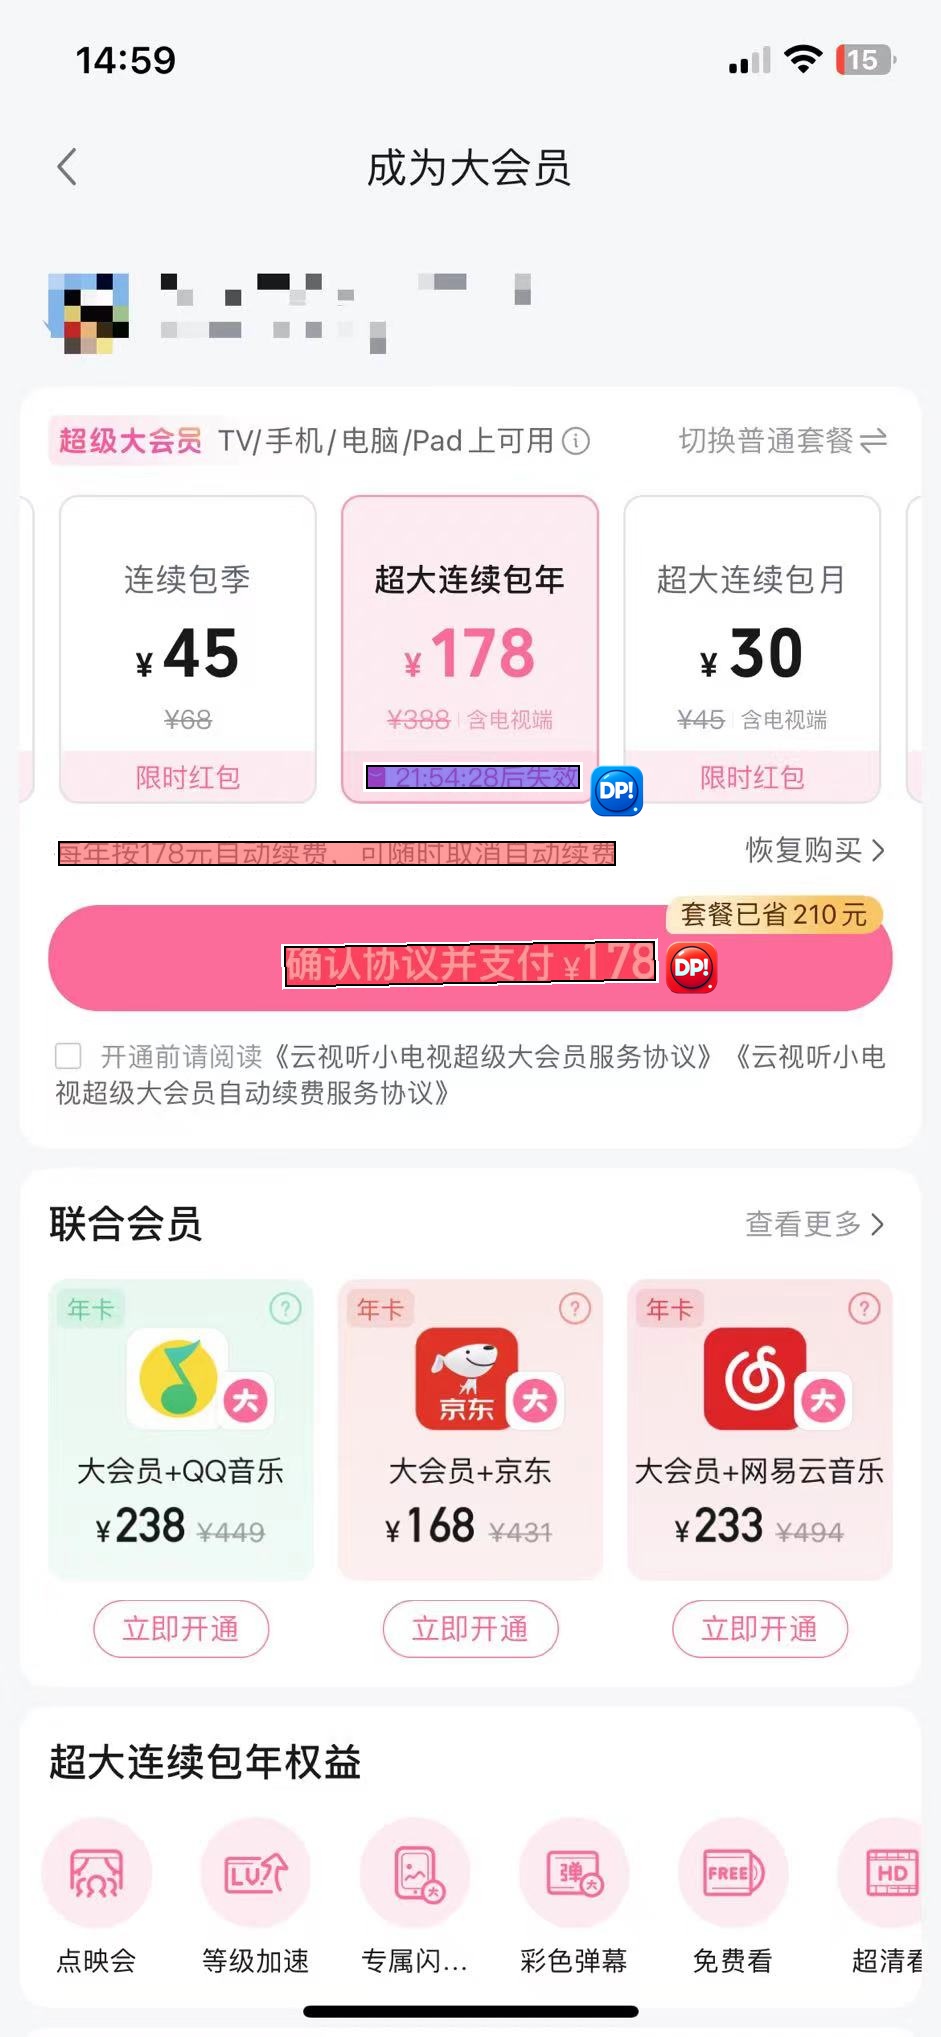 14:59
15
成为大会员
超级大会员 TV/手机/电脑/Pad上可用
切换普通套餐
连续包季
¥45
¥68
限时红包
超大连续包年
¥178
¥388 含电视端
21:54:28后失效
超大连续包月
¥30
¥45 含电视端
限时红包
DP!
每年按178元自动续费，可随时取消自动续费
恢复购买
套餐已省210元
确认协议并支付 ¥178
DP!
开通前请阅读《云视听小电视超级大会员服务协议》《云视听小电
视超级大会员自动续费服务协议》
联合会员
查看更多
年卡
大
大会员+QQ音乐
¥238 ¥449
立即开通
年卡
京东
大
大会员+京东
¥168 ¥431
立即开通
年卡
大
大会员+网易云音乐
¥233 ¥494
立即开通
超大连续包年权益
LV
弹
大
大
FREE
HD
点映会
等级加速
专属闪...
彩色弹幕
免费看
超清看